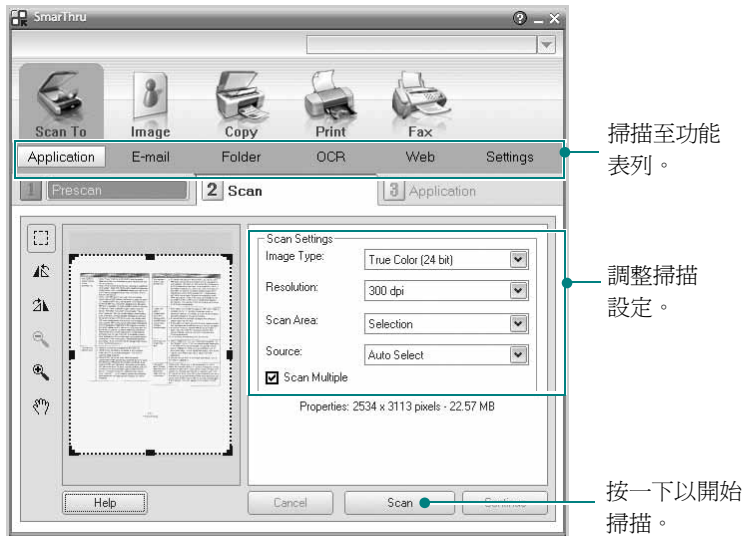 SmarThru
Scan To Image Copy Print Fax
Application E-mail Folder OCR Web Settings
1 Prescan 2 Scan 3 Application
掃描至功能
表列。
Scan Settings
Image Type: True Color (24 bit)
Resolution: 300 dpi
Scan Area: Selection
Source: Auto Select
Scan Multiple
Properties: 2534 x 3113 pixels - 22.57 MB
調整掃描
設定。
Help Cancel Scan Continue
按一下以開始
掃描。